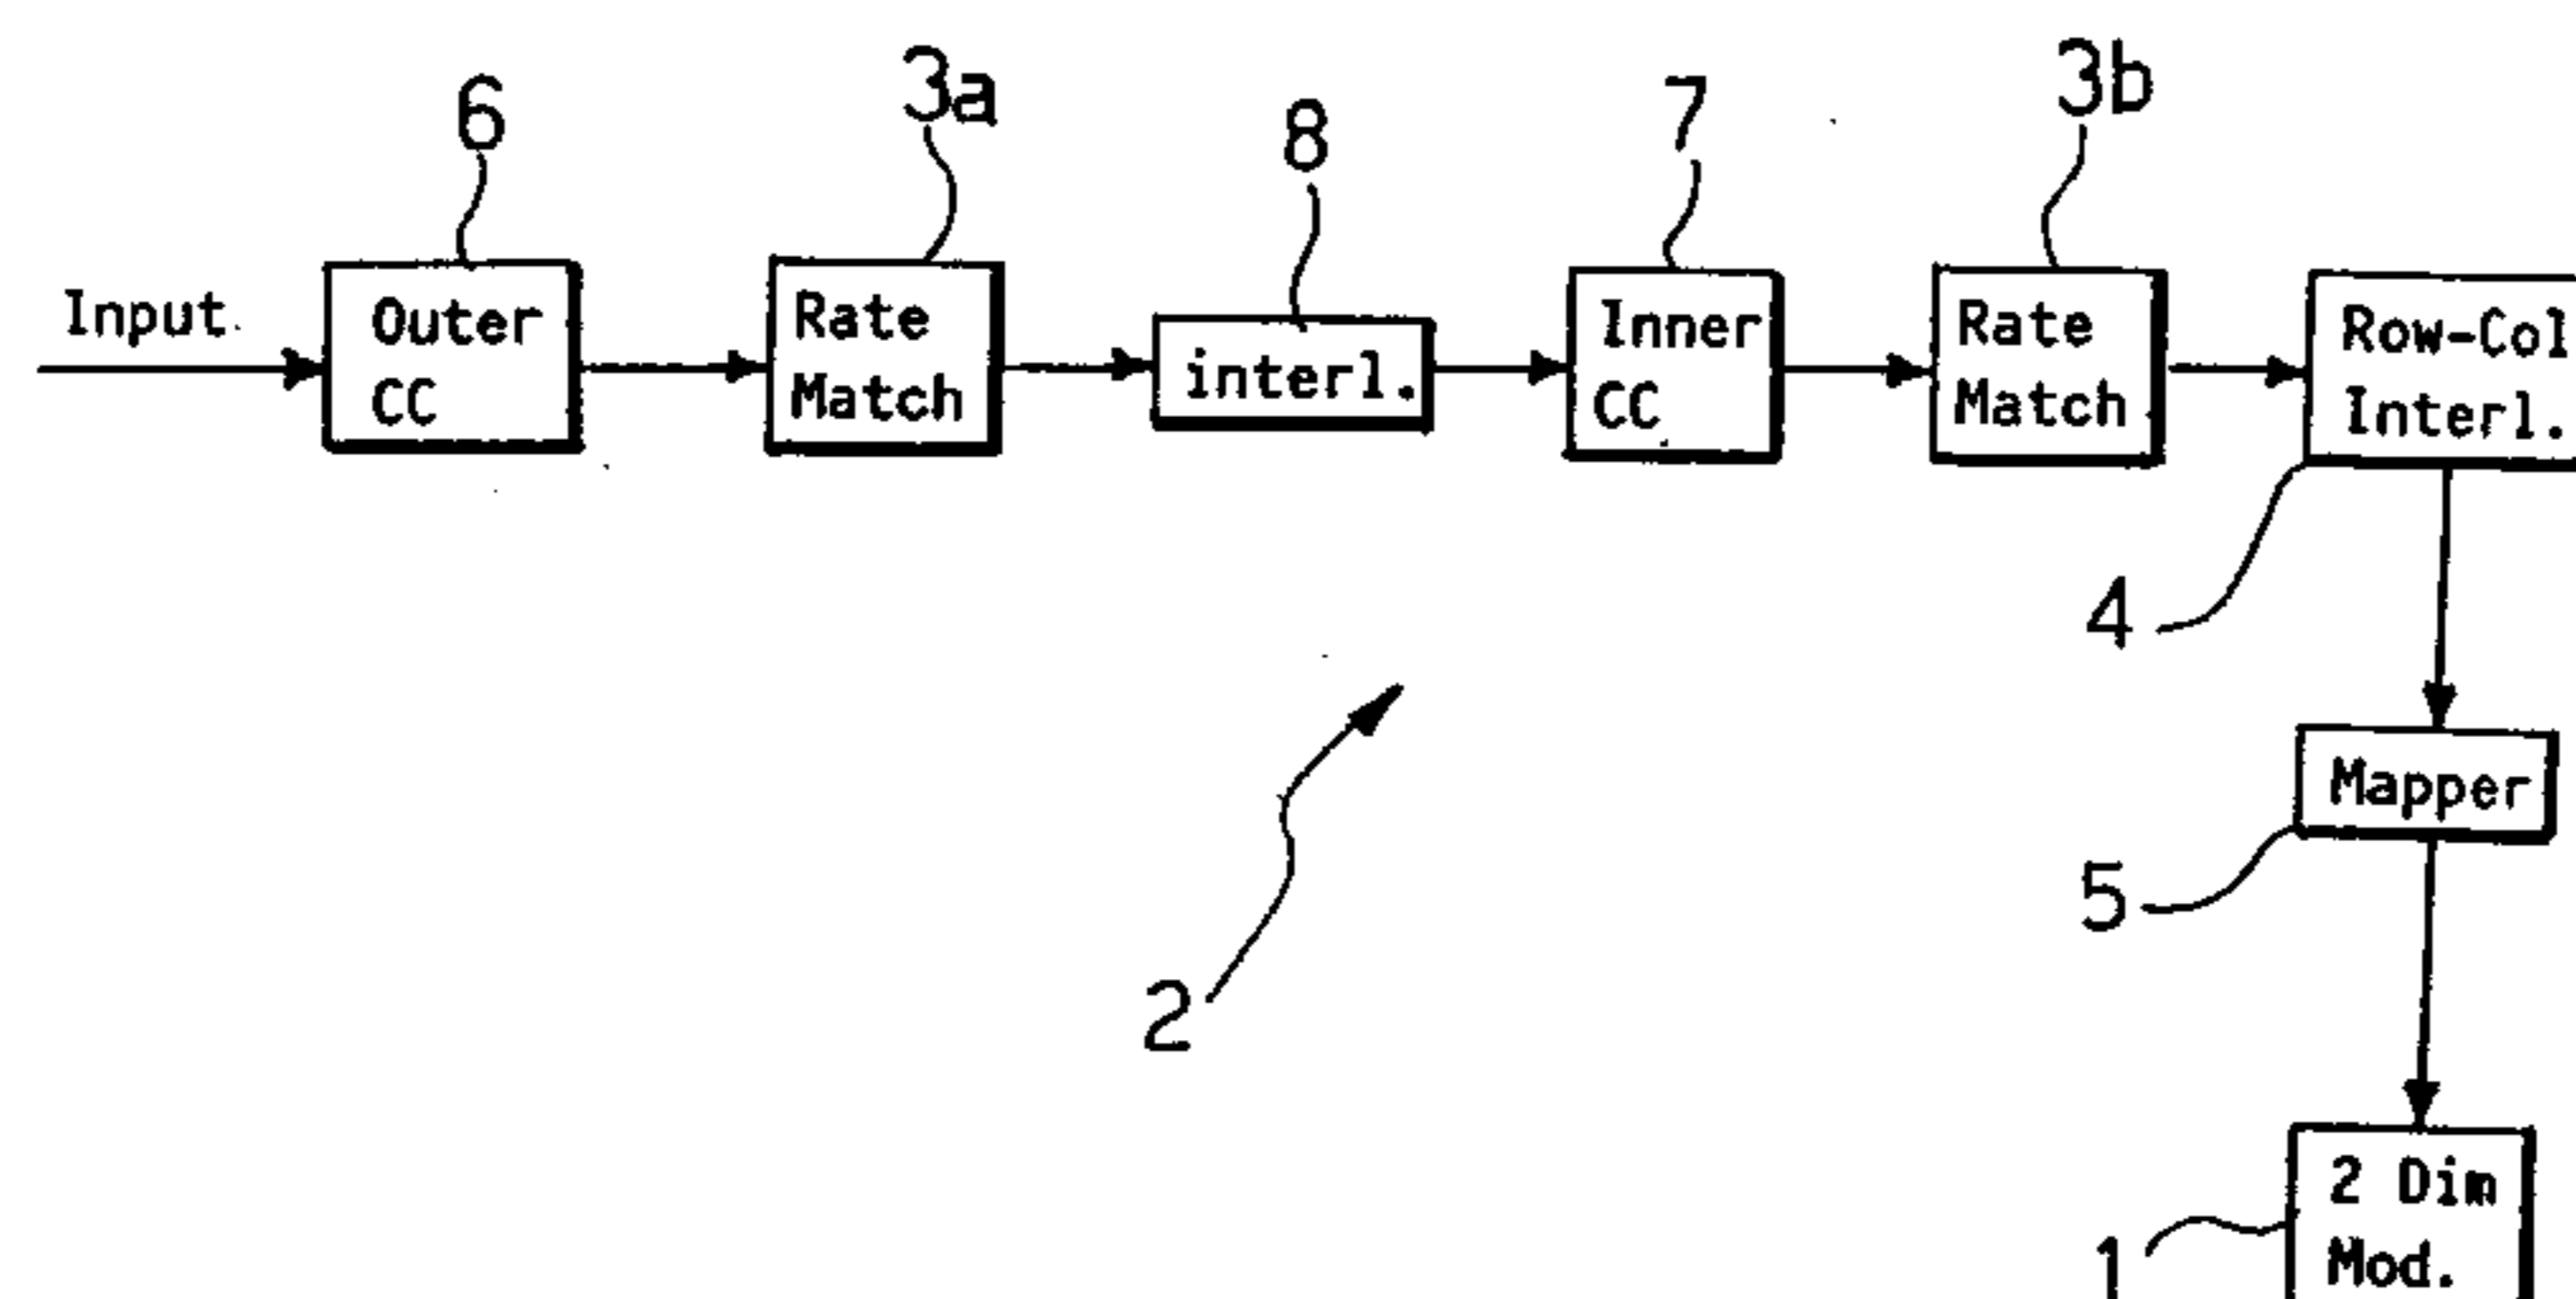 6
3a
8
7
3b
Input
Outer
CC
Rate
Match
interl.
Inner
CC
Rate
Match
Row-Col
Interl.
4
Mapper
5
2
2 Dim
Mod.
1